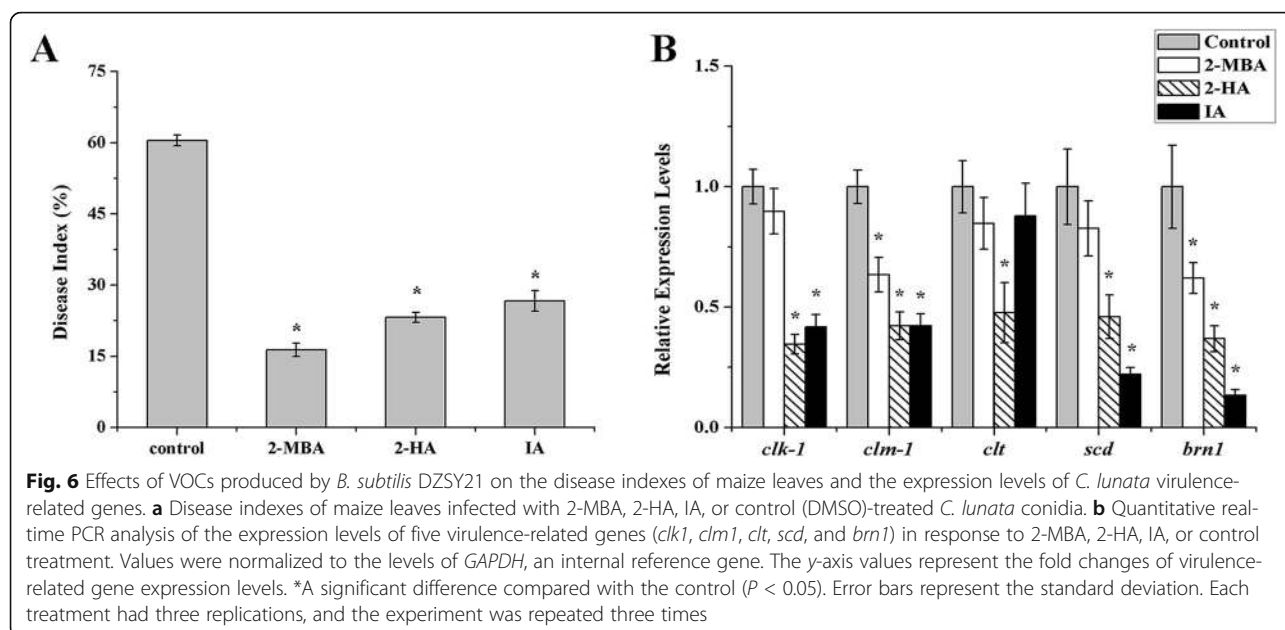 A
75
60
45
30
15
0
Disease Index (%)
*
*
*
control
2-MBA
2-HA
IA
B
Control
2-MBA
2-HA
IA
1.5
1.0
0.5
0.0
Relative Expression Levels
* *
* * *
*
* *
* * *
clk-1
clm-1
clt
scd
brn1
Fig. 6 Effects of VOCs produced by B. subtilis DZSY21 on the disease indexes of maize leaves and the expression levels of C. lunata virulence-
related genes. a Disease indexes of maize leaves infected with 2-MBA, 2-HA, IA, or control (DMSO)-treated C. lunata conidia. b Quantitative real-
time PCR analysis of the expression levels of five virulence-related genes (clk1, clm1, clt, scd, and brn1) in response to 2-MBA, 2-HA, IA, or control
treatment. Values were normalized to the levels of GAPDH, an internal reference gene. The y-axis values represent the fold changes of virulence-
related gene expression levels. *A significant difference compared with the control (P < 0.05). Error bars represent the standard deviation. Each
treatment had three replications, and the experiment was repeated three times